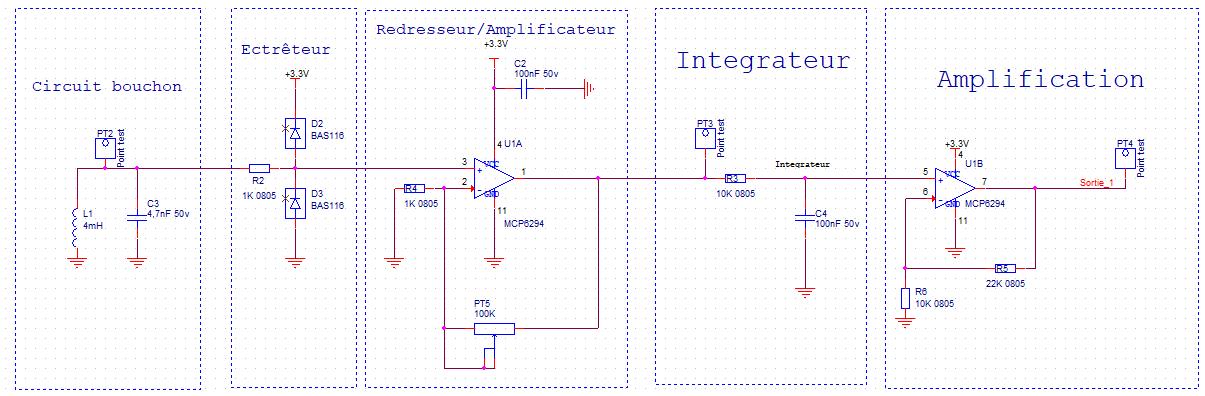 Circuit bouchon
PT2
Point test
L1
4mH
C3
4,7nF 50v
Ectrêteur
+3.3V
D2
BAS116
R2
1K 0805
D3
BAS116
Redresseur/Amplificateur
+3.3V
C2
100nF 50v
4
U1A
3
+
VCC
1
2
-
GND
R4
1K 0805
11
MCP6294
PT5
100K
Integrateur
PT3
Point test
Integrateur
R3
10K 0805
C4
100nF 50v
Amplification
+3.3V
4
U1B
5
+
VCC
7
6
-
GND
MCP6294
11
PT4
Point test
Sortie_1
R5
22K 0805
R6
10K 0805